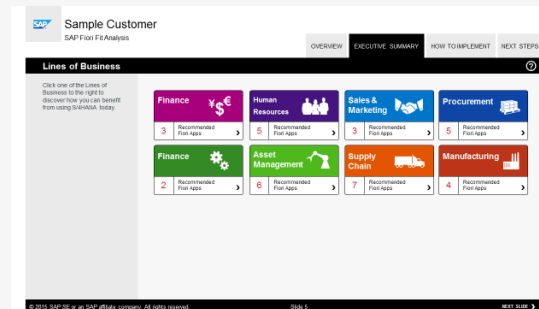 SAP
Sample Customer
SAP Fiori Fit Analysis
OVERVIEW
EXECUTIVE SUMMARY
HOW TO IMPLEMENT
NEXT STEPS
Lines of Business
?
Click one of the Lines of
Business to the right to
discover how you can benefit
from using S/4HANA today.
Finance
¥$€
3
Recommended
Fiori Apps
Human
Resources
5
Recommended
Fiori Apps
Sales &
Marketing
3
Recommended
Fiori Apps
Procurement
5
Recommended
Fiori Apps
Finance
2
Recommended
Fiori Apps
Asset
Management
6
Recommended
Fiori Apps
Supply
Chain
7
Recommended
Fiori Apps
Manufacturing
4
Recommended
Fiori Apps
© 2015 SAP SE or an SAP affiliate company. All rights reserved.
Slide 5
NEXT SLIDE